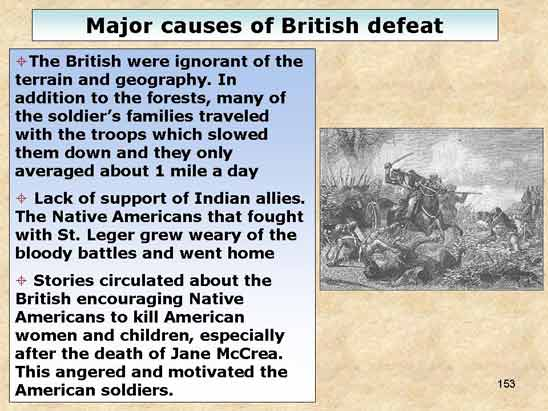 Major causes of British defeat
The British were ignorant of the
terrain and geography. In
addition to the forests, many of
the soldier's families traveled
with the troops which slowed
them down and they only
averaged about 1 mile a day
Lack of support of Indian allies.
The Native Americans that fought
with St. Leger grew weary of the
bloody battles and went home
Stories circulated about the
British encouraging Native
Americans to kill American
women and children, especially
after the death of Jane McCrea.
This angered and motivated the
American soldiers.
153